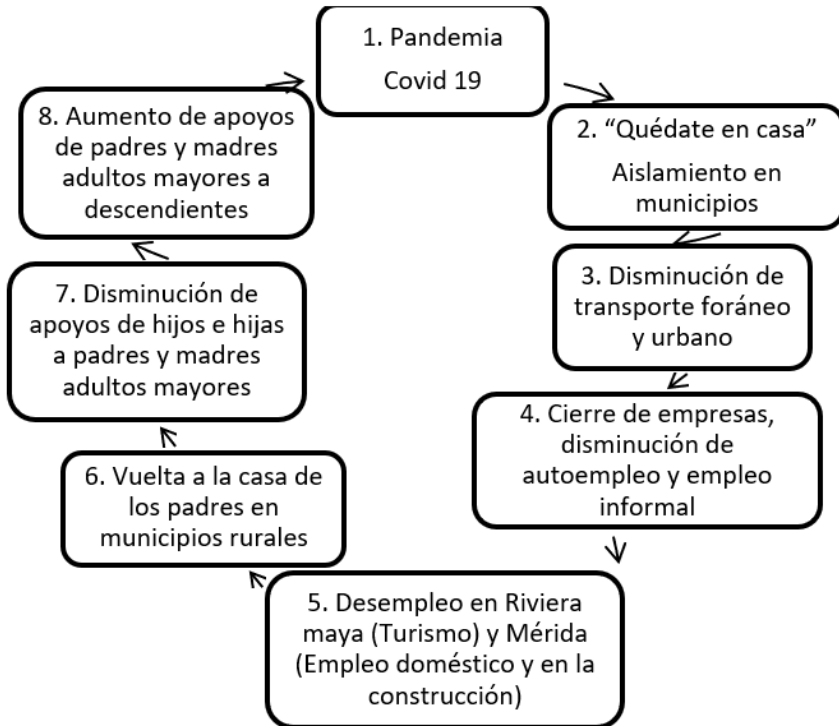 1. Pandemia
Covid 19
2. “Quédate en casa”
Aislamiento en
municipios
3. Disminución de
transporte foráneo
y urbano
4. Cierre de empresas,
disminución de
autoempleo y empleo
informal
5. Desempleo en Riviera
maya (Turismo) y Mérida
(Empleo doméstico y en la
construcción)
6. Vuelta a la casa de
los padres en
municipios rurales
7. Disminución de
apoyos de hijos e hijas
a padres y madres
adultos mayores
8. Aumento de apoyos
de padres y madres
adultos mayores a
descendientes